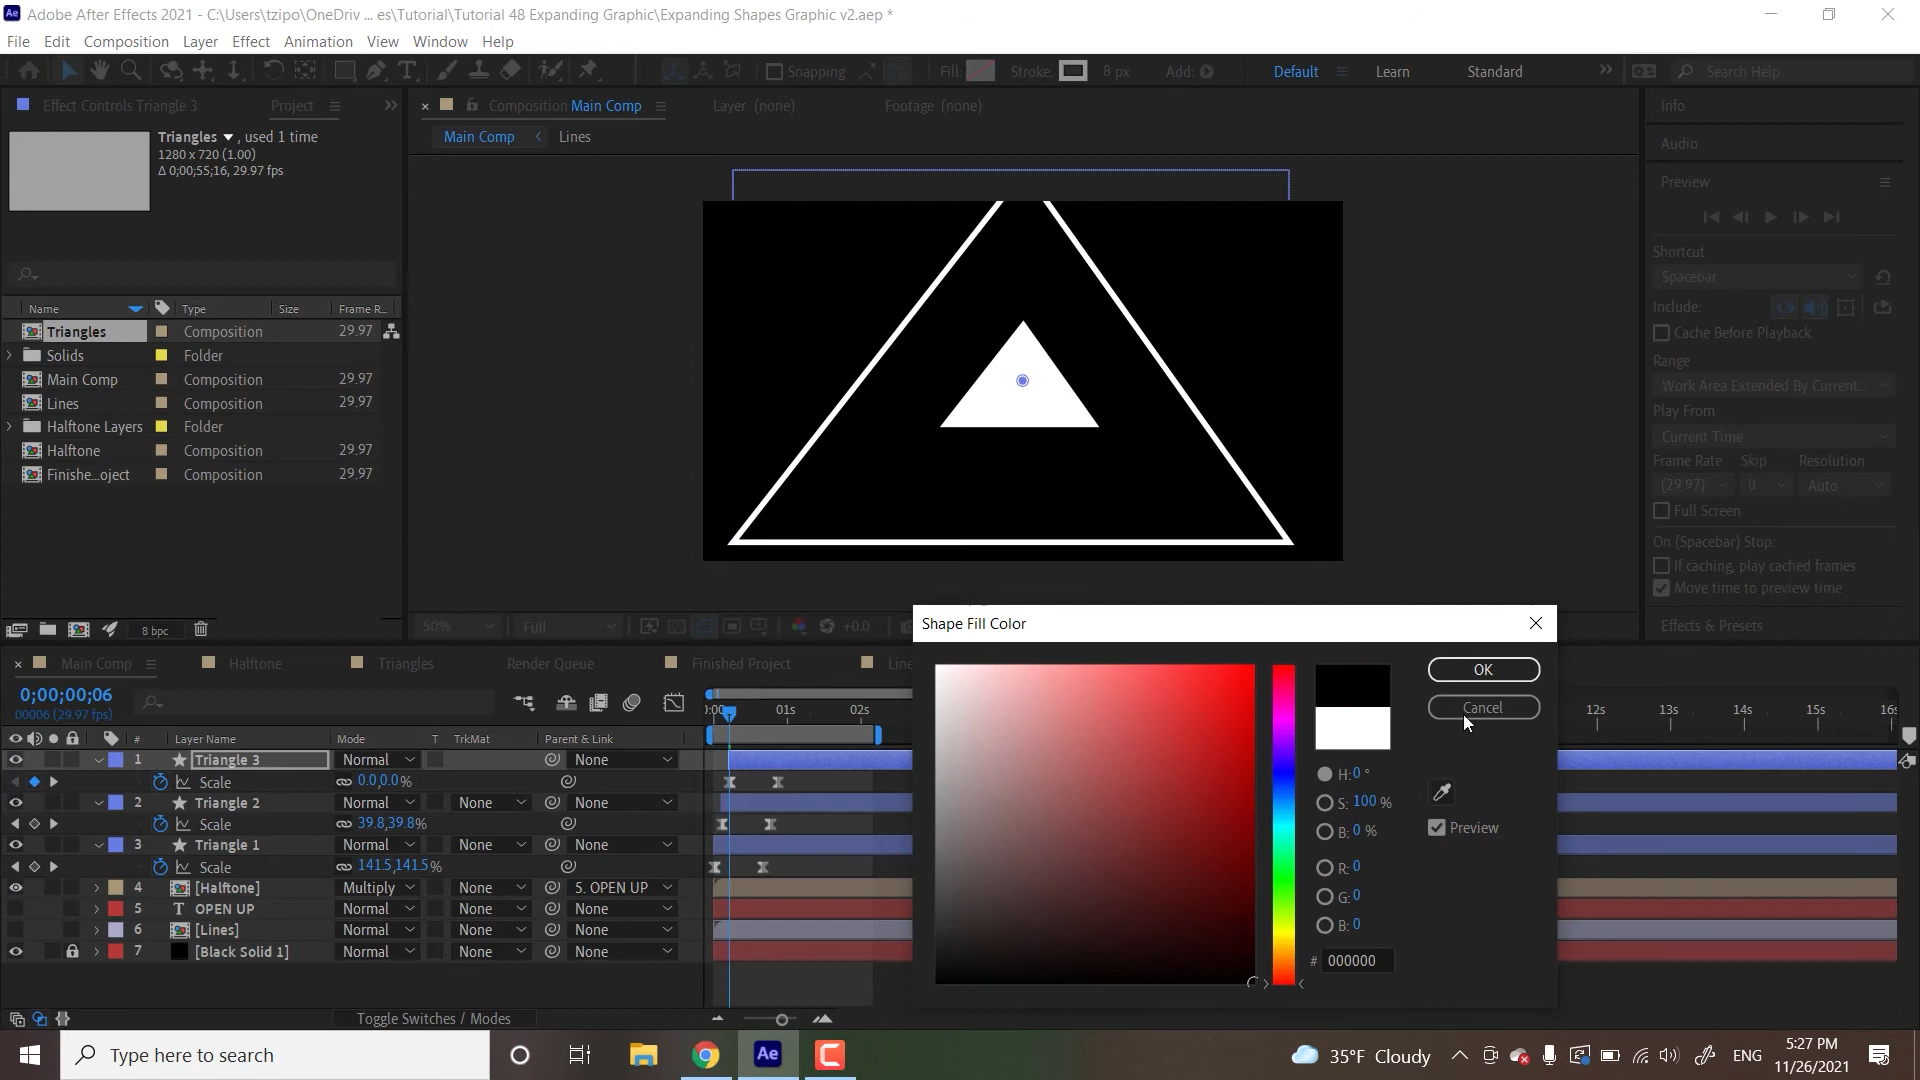 Adobe After Effects 2021 - C:\Users\tzipo\OneDriv ... es\Tutorial\Tutorial 48 Expanding Graphic\Expanding Shapes Graphic v2.aep *
File Edit Composition Layer Effect Animation View Window Help
Snapping Fill: Stroke: 8 px Add: Default Learn Standard Search Help
Effect Controls Triangle 3 Project
Composition Main Comp Layer (none) Footage (none)
Info
Triangles , used 1 time
1280 x 720 (1.00)
Δ 0;00;55;16, 29.97 fps
Main Comp Lines
Audio
Preview
Shortcut
Spacebar
Include:
Cache Before Playback
Range
Work Area Extended By Current...
Play From
Current Time
Frame Rate Skip Resolution
(29.97) 0 Auto
Full Screen
On (Spacebar) Stop:
If caching, play cached frames
Move time to preview time
Effects & Presets
Name Type Size Frame R...
Triangles Composition 29.97
Solids Folder
Main Comp Composition 29.97
Lines Composition 29.97
Halftone Layers Folder
Halftone Composition 29.97
Finishe...oject Composition 29.97
8 bpc
50% Full +0.0
Shape Fill Color
OK
Cancel
H: 0 °
S: 100 %
B: 0 %
Preview
R: 0
G: 0
B: 0
# 000000
Main Comp Halftone Triangles Render Queue Finished Project Line
0;00;00;06
00006 (29.97 fps)
0:00 01s 02s 12s 13s 14s 15s 16s
# Layer Name Mode T TrkMat Parent & Link
1 Triangle 3 Normal None
Scale 0.0,0.0%
2 Triangle 2 Normal None None
Scale 39.8,39.8%
3 Triangle 1 Normal None None
Scale 141.5,141.5%
4 [Halftone] Multiply None 5. OPEN UP
5 T OPEN UP Normal None None
6 [Lines] Normal None None
7 [Black Solid 1] Normal None None
Toggle Switches / Modes
Type here to search
Ae
35°F Cloudy
ENG
5:27 PM
11/26/2021